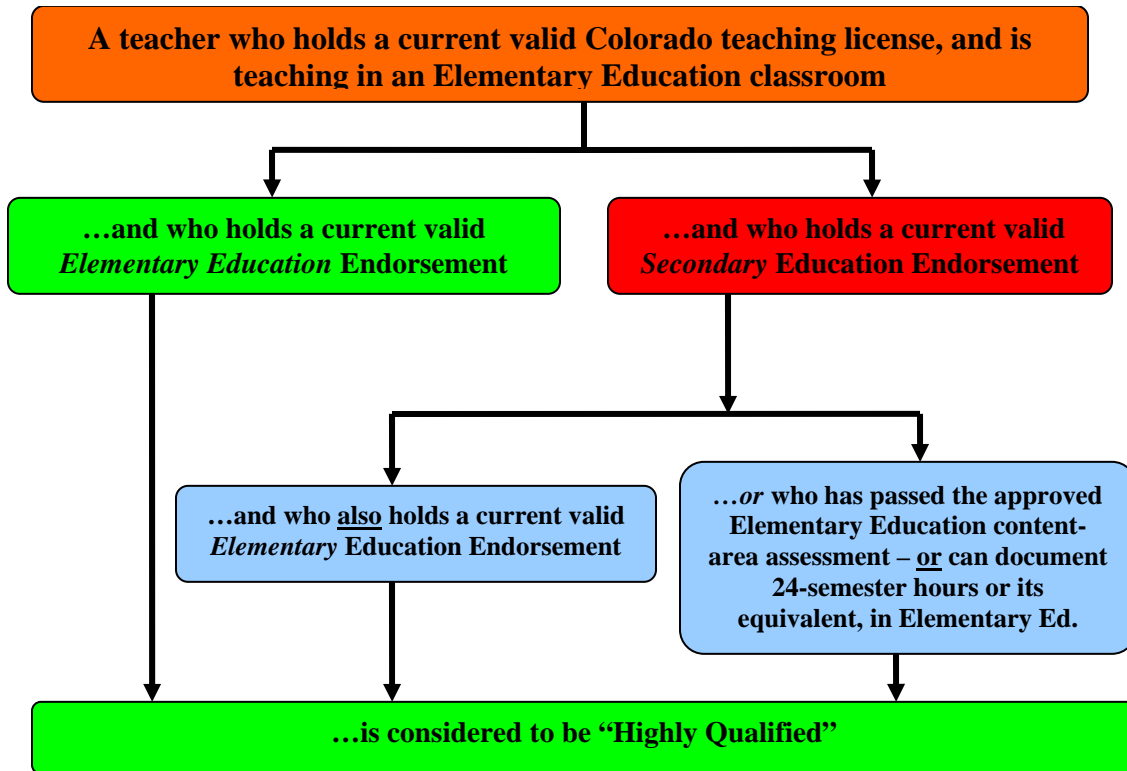 A teacher who holds a current valid Colorado teaching license, and is
teaching in an Elementary Education classroom
…and who holds a current valid
Elementary Education Endorsement
…and who holds a current valid
Secondary Education Endorsement
…and who also holds a current valid
Elementary Education Endorsement
…or who has passed the approved
Elementary Education content-
area assessment – or can document
24-semester hours or its
equivalent, in Elementary Ed.
…is considered to be “Highly Qualified”